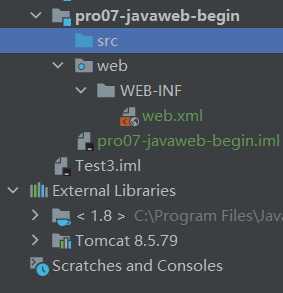 pro07-javaweb-begin
src
web
WEB-INF
web.xml
pro07-javaweb-begin.iml
Test3.iml
External Libraries
< 1.8 > C:\Program Files\Java
Tomcat 8.5.79
Scratches and Consoles